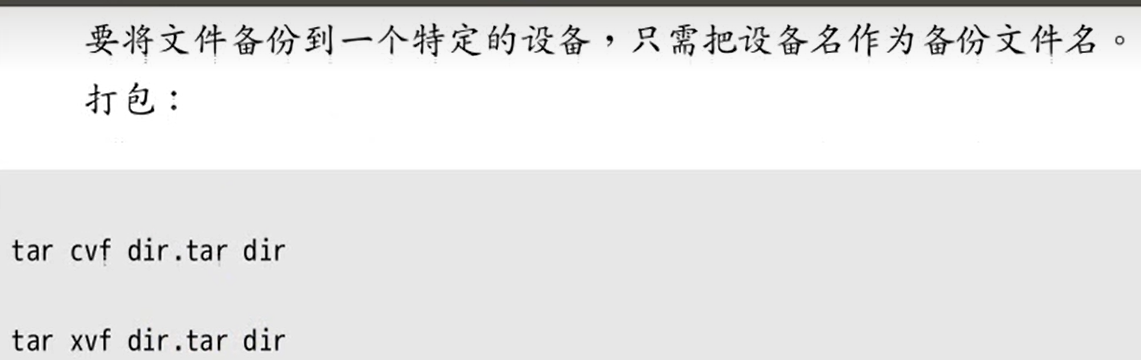 要将文件备份到一个特定的设备，只需把设备名作为备份文件名。
打包：
tar cvf dir.tar dir
tar xvf dir.tar dir